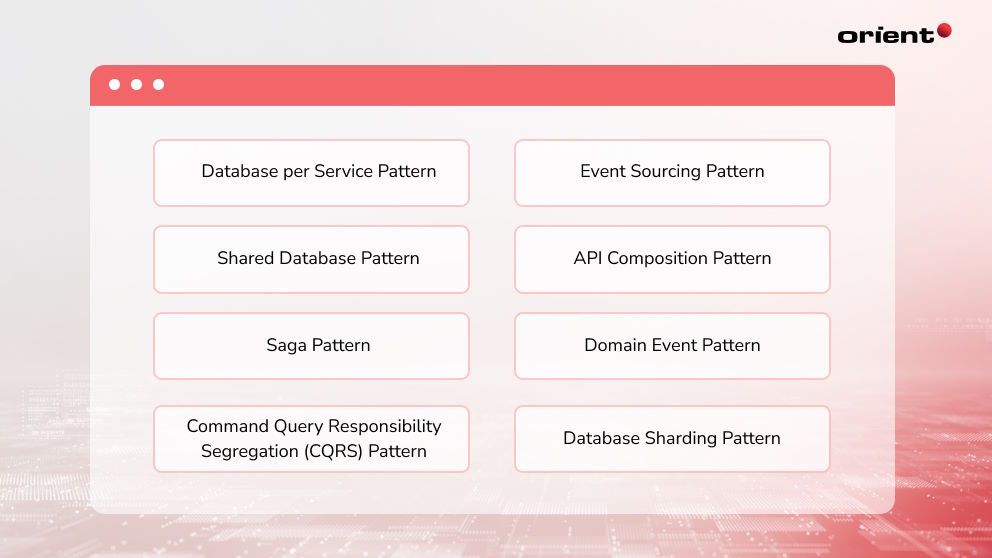 orient
Database per Service Pattern
Event Sourcing Pattern
Shared Database Pattern
API Composition Pattern
Saga Pattern
Domain Event Pattern
Command Query Responsibility
Segregation (CQRS) Pattern
Database Sharding Pattern